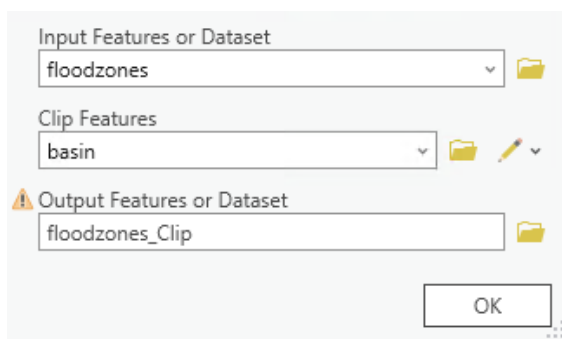 Input Features or Dataset
floodzones
Clip Features
basin
Output Features or Dataset
floodzones_Clip
OK